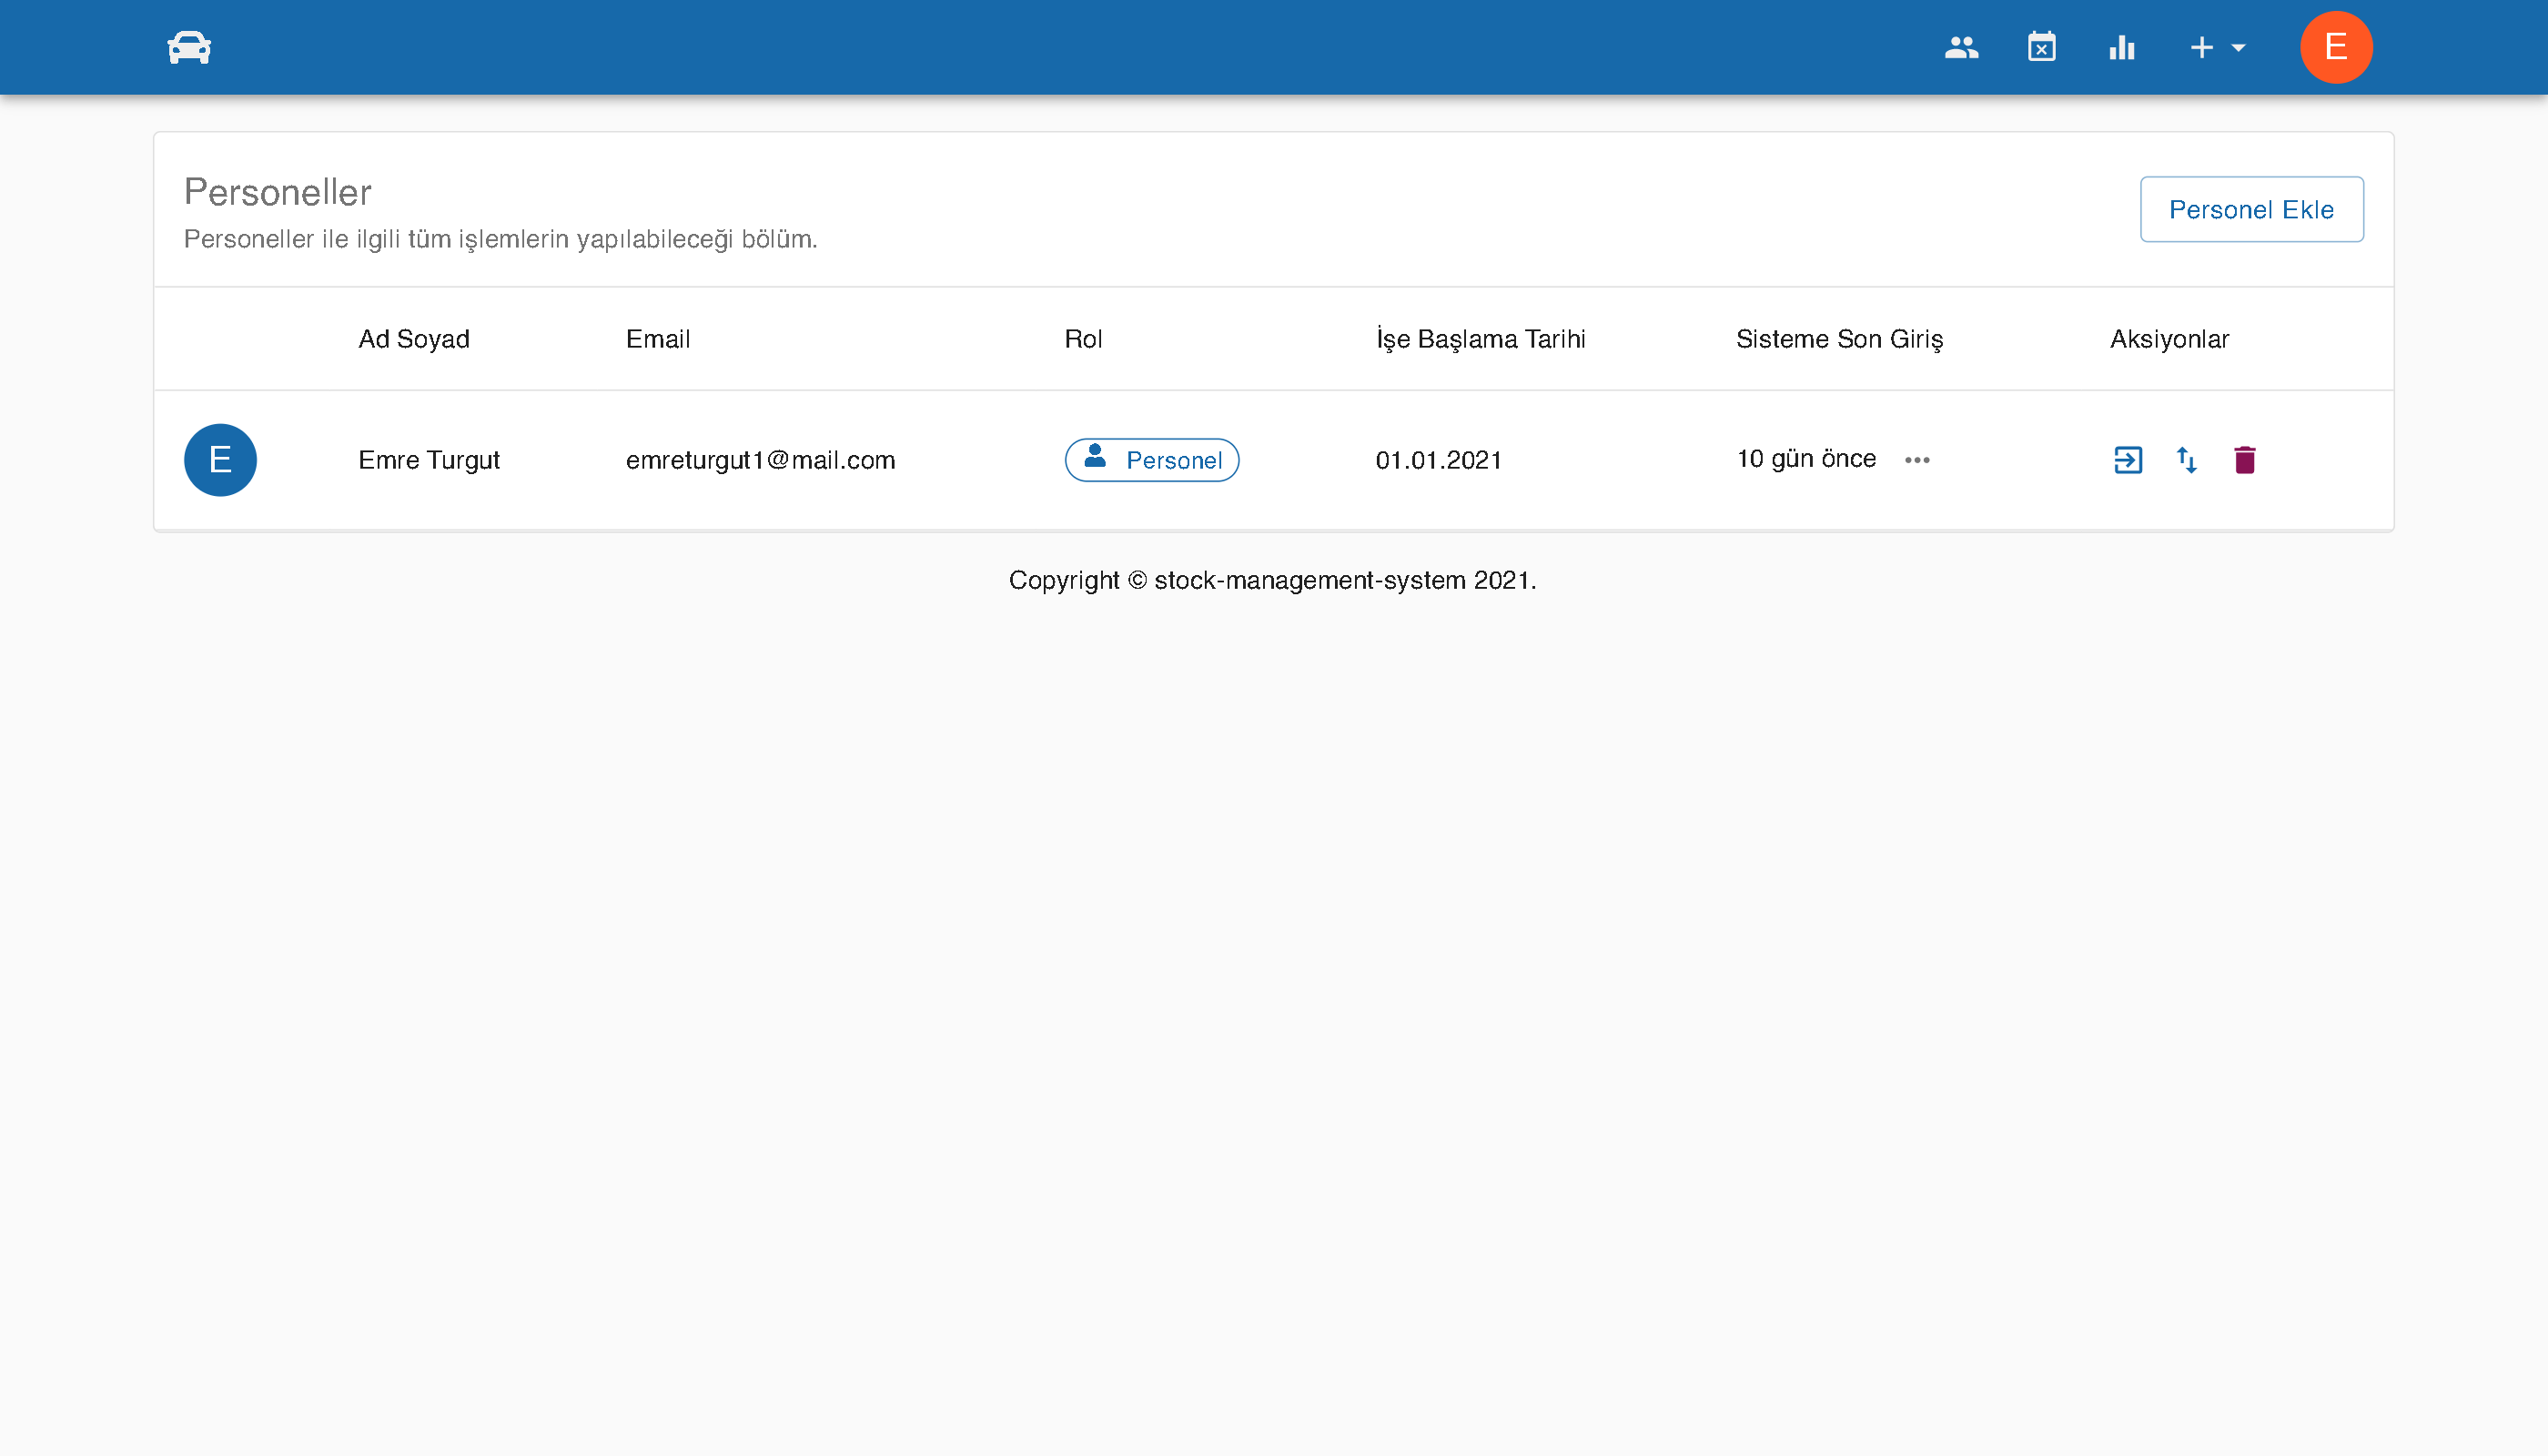 E
Personeller
Personeller ile ilgili tüm işlemlerin yapılabileceği bölüm.
Personel Ekle
Ad Soyad Email Rol İşe Başlama Tarihi Sisteme Son Giriş Aksiyonlar
E Emre Turgut emreturgut1@mail.com Personel 01.01.2021 10 gün önce
Copyright © stock-management-system 2021.